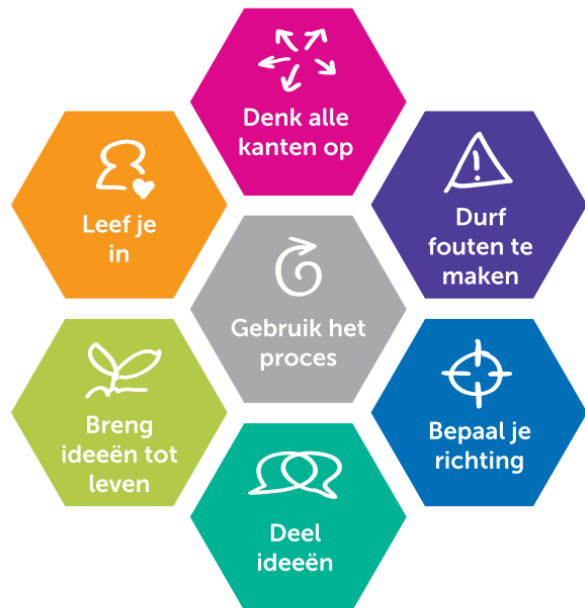 Denk alle
kanten op
Leef je
in
Durf
fouten te
maken
Gebruik het
proces
Breng
ideeën tot
leven
Bepaal je
richting
Deel
ideeën